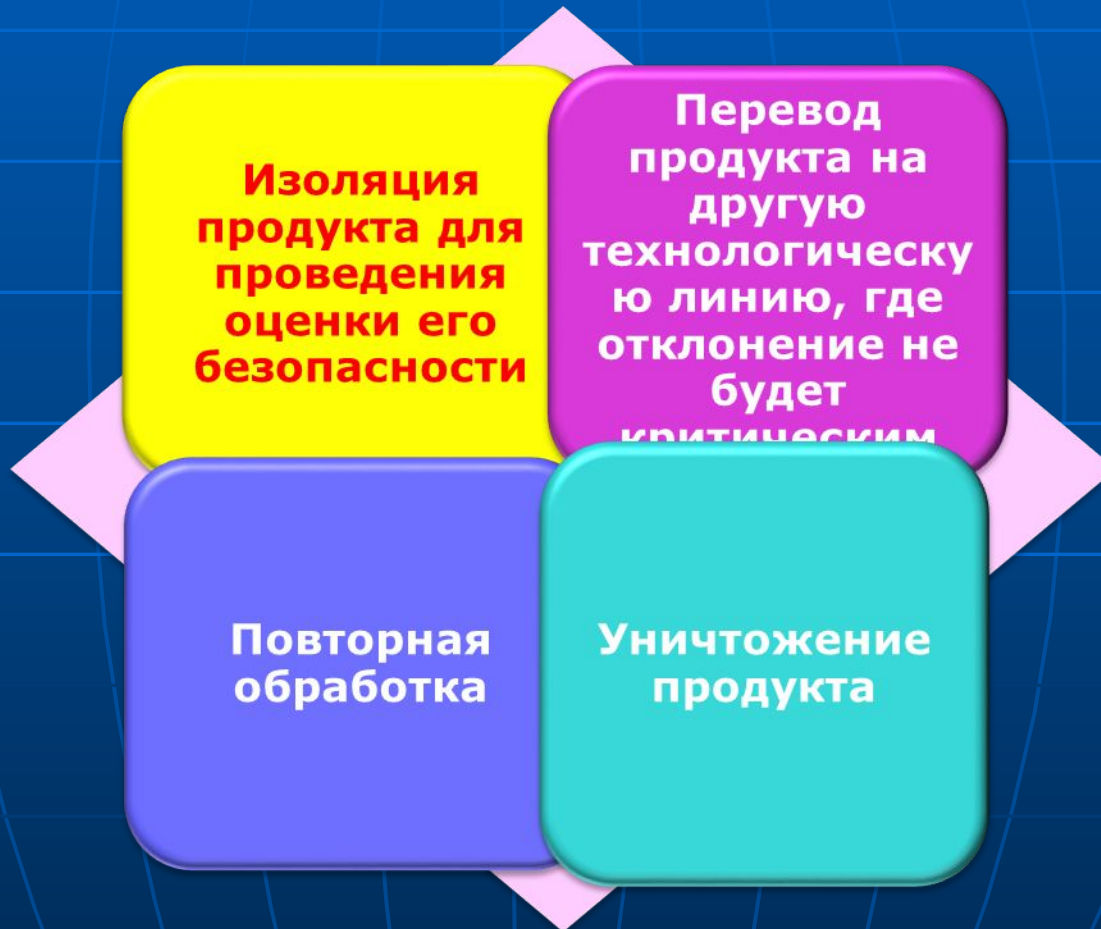 Изоляция
продукта для
проведения
оценки его
безопасности
Перевод
продукта на
другую
технологическу
ю линию, где
отклонение не
будет
критическим
Повторная
обработка
Уничтожение
продукта